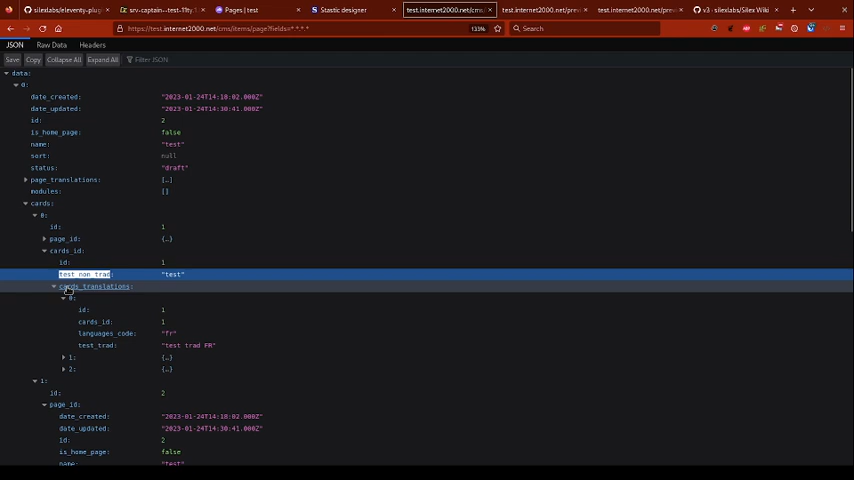 silexlabs/eleventy-plug
srv-captain--test-11ty.
Pages | test
Stastic designer
test.internet2000.net/cms
test.internet2000.net/prev
test.internet2000.net/prev
v3 · silexlabs/Silex Wiki
https://test.internet2000.net/cms/items/page?fields=*.*.*.*
133%
Search
JSON
Raw Data
Headers
Save
Copy
Collapse All
Expand All
Filter JSON
data:
0:
date_created: "2023-01-24T14:18:02.000Z"
date_updated: "2023-01-24T14:30:41.000Z"
id: 2
is_home_page: false
name: "test"
sort: null
status: "draft"
page_translations: […]
modules: []
cards:
0:
id: 1
page_id: {…}
cards_id:
id: 1
test_non_trad: "test"
cards_translations:
0:
id: 1
cards_id: 1
languages_code: "fr"
test_trad: "test trad FR"
1: {…}
2: {…}
1:
id: 2
page_id:
date_created: "2023-01-24T14:18:02.000Z"
date_updated: "2023-01-24T14:30:41.000Z"
id: 2
is_home_page: false
name: "test"